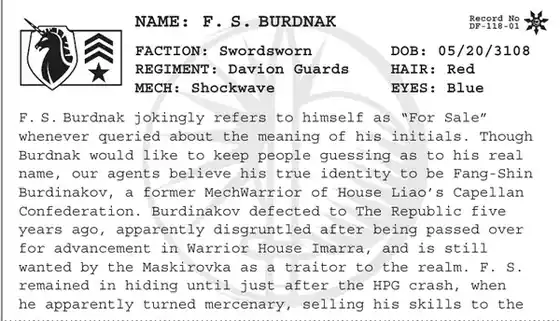 NAME: F. S. BURDNAK
Record No
DF-118-01
FACTION: Swordsworn
DOB: 05/20/3108
REGIMENT: Davion Guards
HAIR: Red
MECH: Shockwave
EYES: Blue
F. S. Burdnak jokingly refers to himself as “For Sale”
whenever queried about the meaning of his initials. Though
Burdnak would like to keep people guessing as to his real
name, our agents believe his true identity to be Fang-Shin
Burdinakov, a former MechWarrior of House Liao’s Capellan
Confederation. Burdinakov defected to The Republic five
years ago, apparently disgruntled after being passed over
for advancement in Warrior House Imarra, and is still
wanted by the Maskirovka as a traitor to the realm. F. S.
remained in hiding until just after the HPG crash, when
he apparently turned mercenary, selling his skills to the